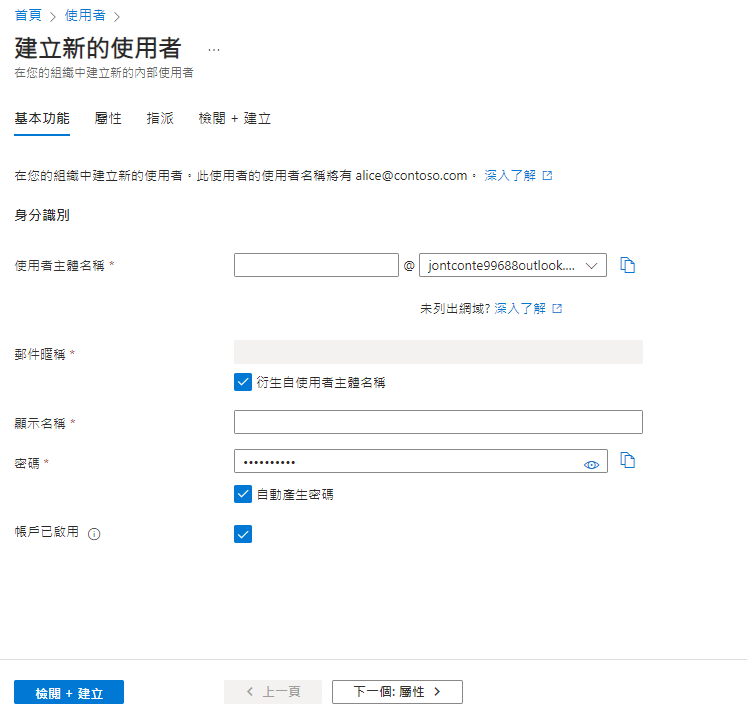 首頁 > 使用者 >
建立新的使用者 ...
在您的組織中建立新的內部使用者
基本功能 屬性 指派 檢閱 + 建立
在您的組織中建立新的使用者。此使用者的使用者名稱將有 alice@contoso.com。 深入了解
身分識別
使用者主體名稱 * @ jontconte99688outlook....
未列出網域? 深入了解
郵件暱稱 *
衍生自使用者主體名稱
顯示名稱 *
密碼 * ••••••••••
自動產生密碼
帳戶已啟用
檢閱 + 建立 < 上一頁 下一個: 屬性 >